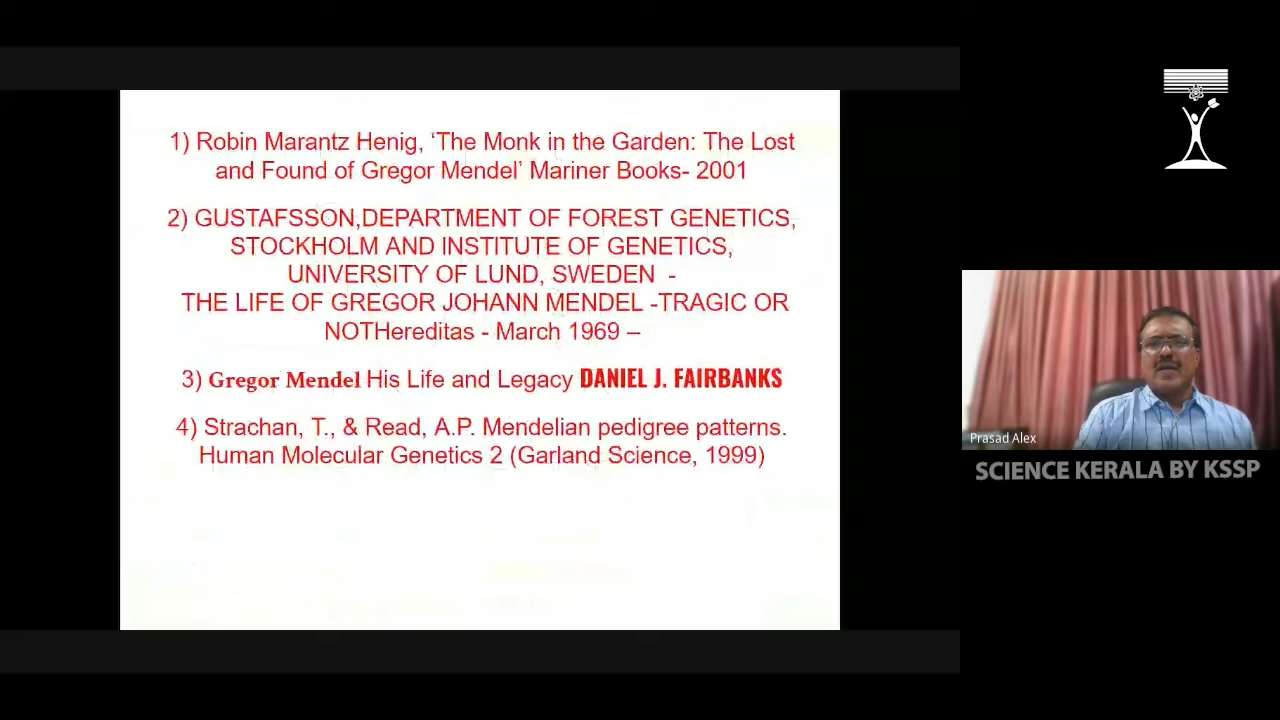 1) Robin Marantz Henig, ‘The Monk in the Garden: The Lost
and Found of Gregor Mendel’ Mariner Books- 2001
2) GUSTAFSSON,DEPARTMENT OF FOREST GENETICS,
STOCKHOLM AND INSTITUTE OF GENETICS,
UNIVERSITY OF LUND, SWEDEN -
THE LIFE OF GREGOR JOHANN MENDEL -TRAGIC OR
NOTHereditas - March 1969 –
3) Gregor Mendel His Life and Legacy DANIEL J. FAIRBANKS
4) Strachan, T., & Read, A.P. Mendelian pedigree patterns.
Human Molecular Genetics 2 (Garland Science, 1999)
Prasad Alex
SCIENCE KERALA BY KSSP